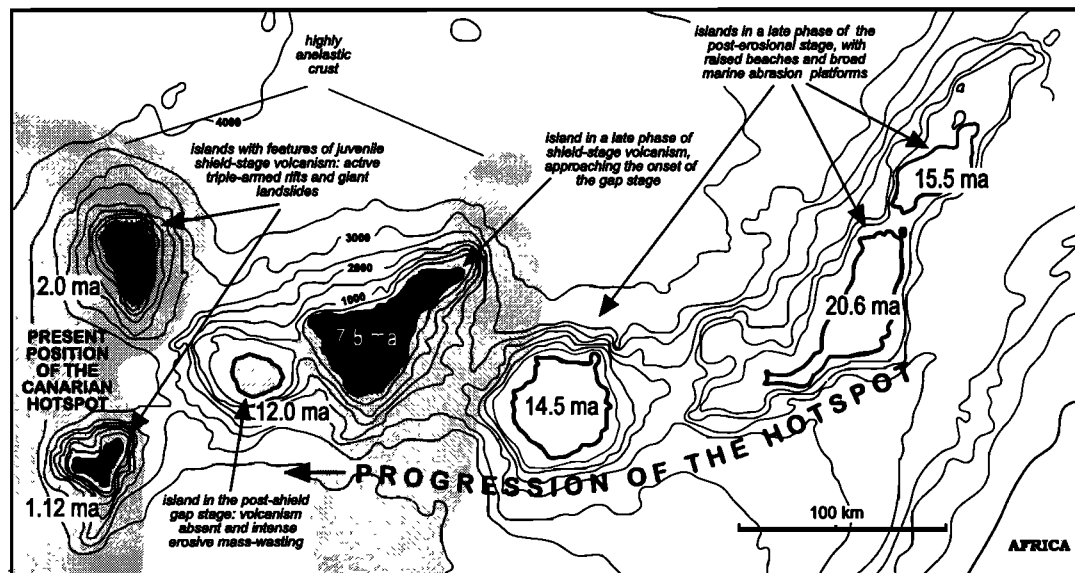 highly
anelastic
crust
islands in a late phase of the
post-erosional stage, with
raised beaches and broad
marine abrasion platforms
4000
islands with features of juvenile
shield-stage volcanism: active
triple-armed rifts and giant
landslides
island in a late phase of
shield-stage volcanism,
approaching the onset of
the gap stage
15.5 ma
3000
2000
1000
2.0 ma
20.6 ma
7.5 ma
PRESENT
POSITION
OF THE
CANARIAN
HOTSPOT
12.0 ma
14.5 ma
PROGRESSION OF THE HOTSPOT
1.12 ma
island in the post-shield
gap stage: volcanism
absent and intense
erosive mass-wasting
100 km
AFRICA